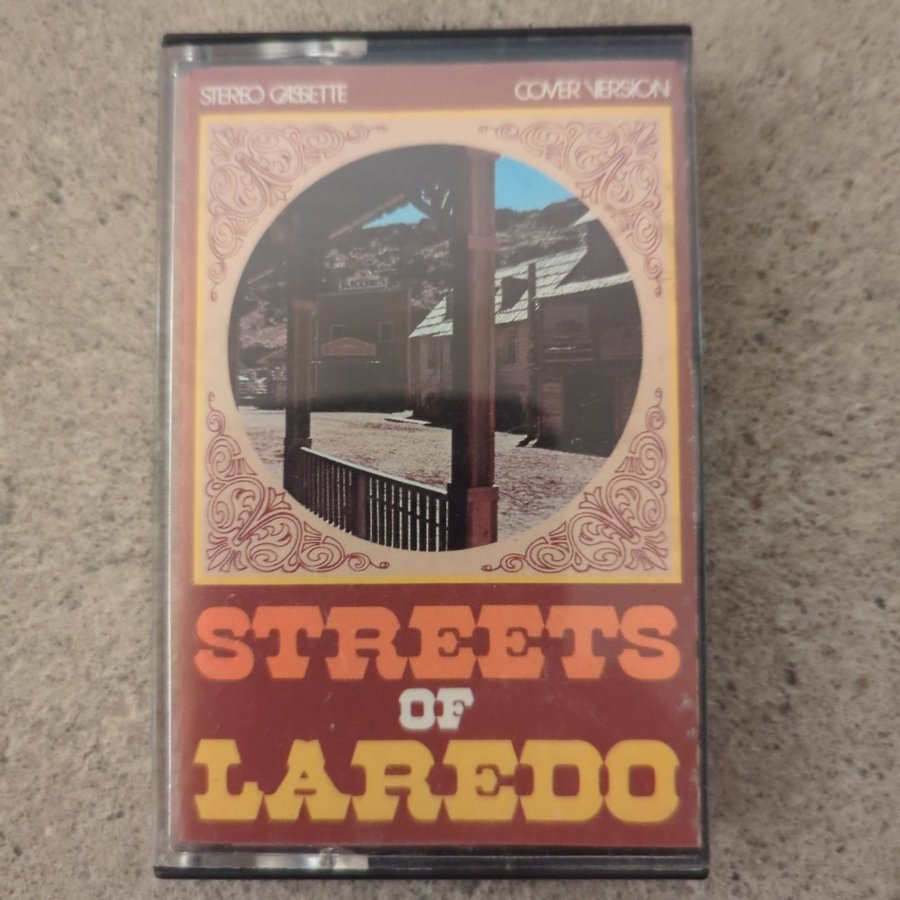 STEREO CASSETTE
COVER VERSION
STREETS
OF
LAREDO